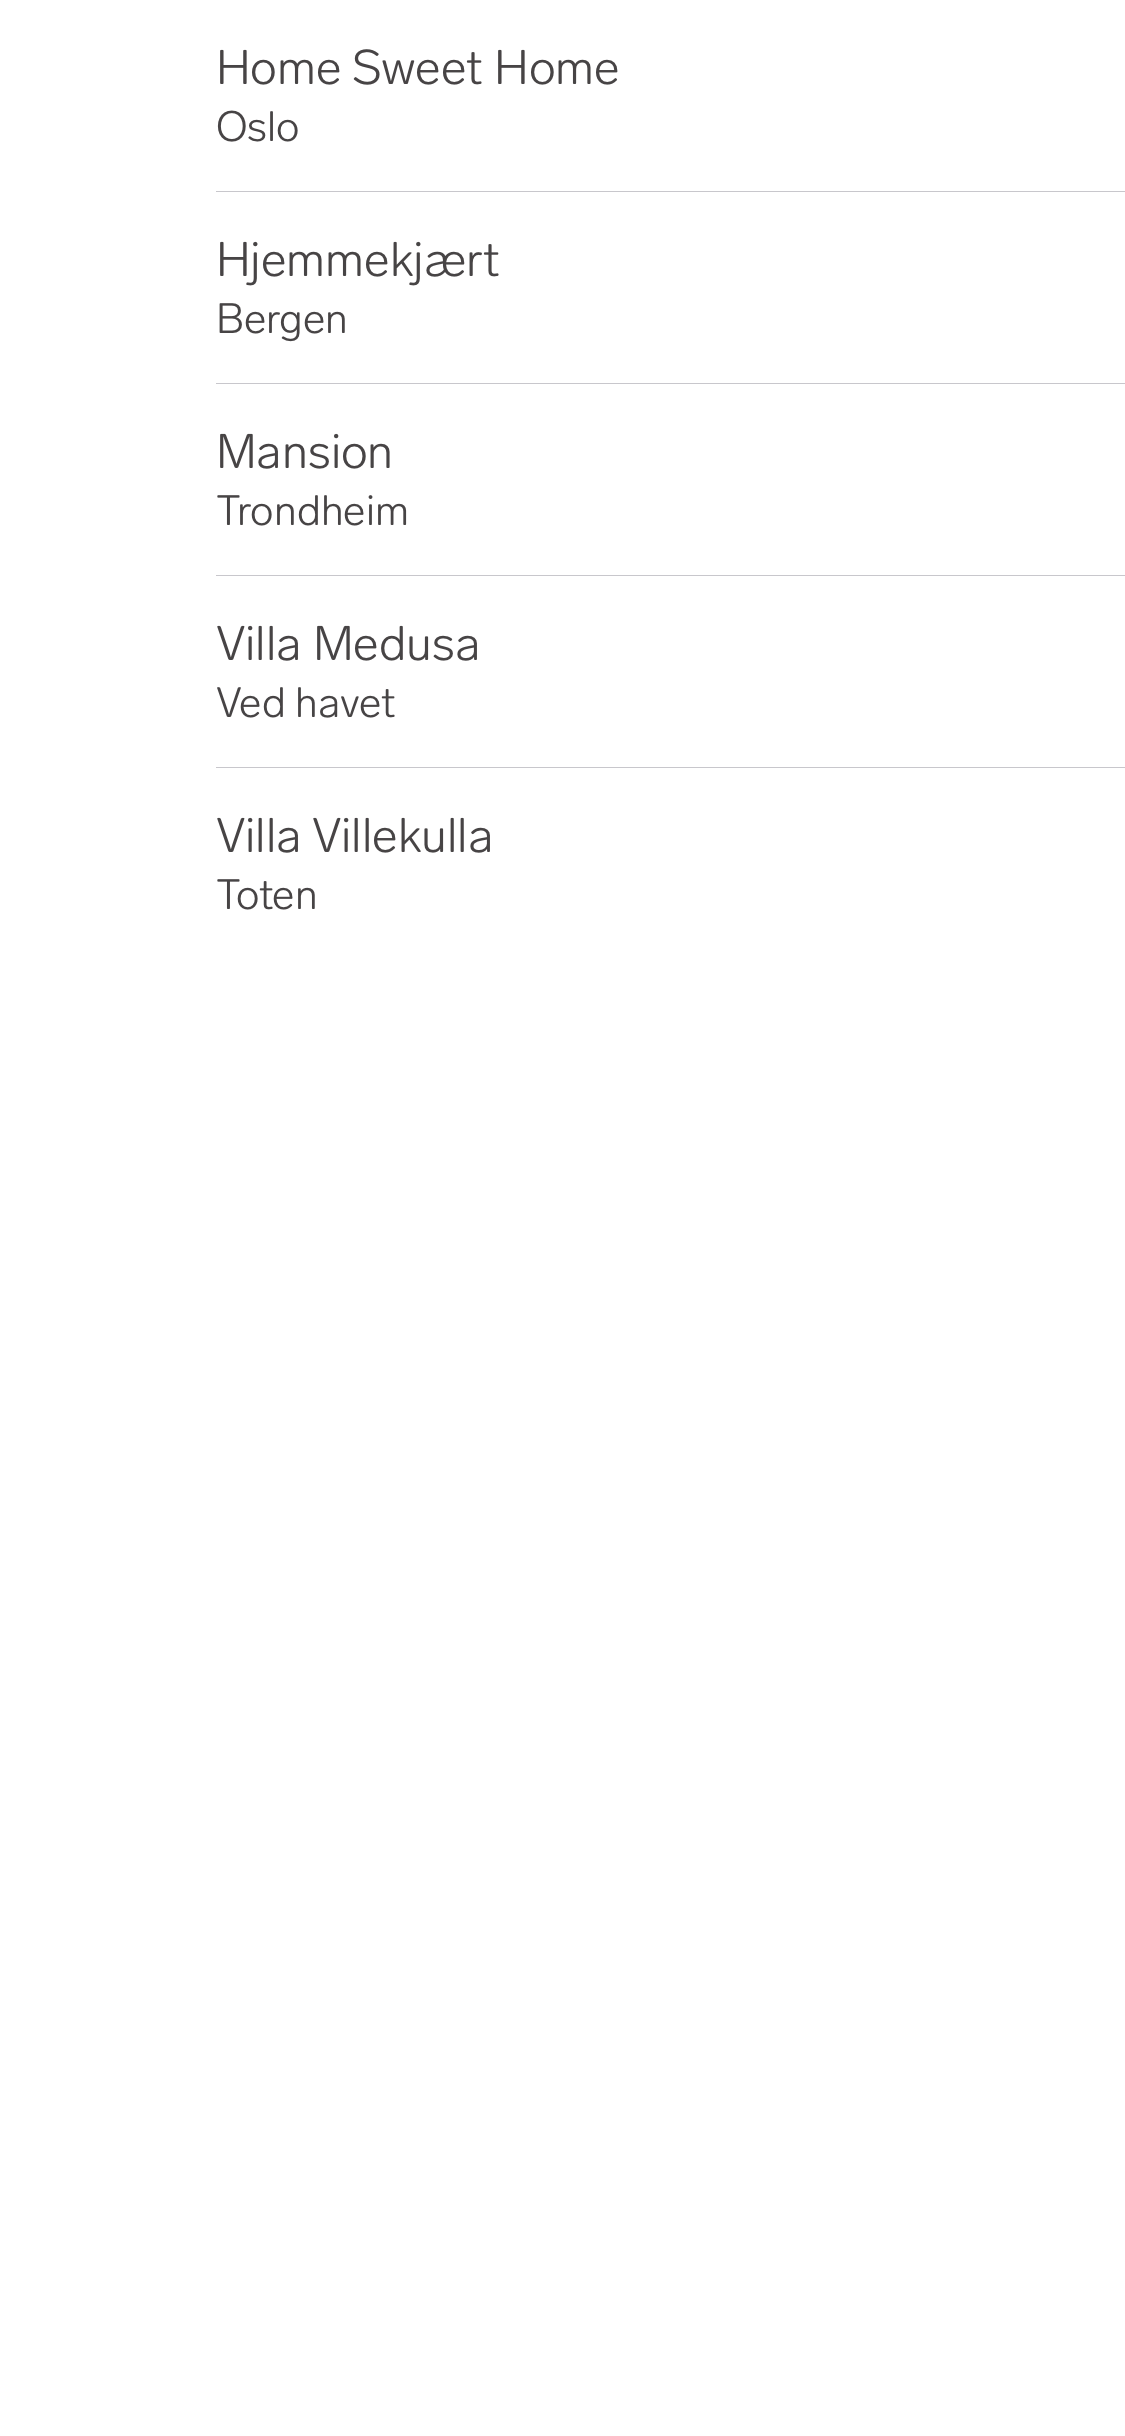 Home Sweet Home
Oslo
Hjemmekjært
Bergen
Mansion
Trondheim
Villa Medusa
Ved havet
Villa Villekulla
Toten